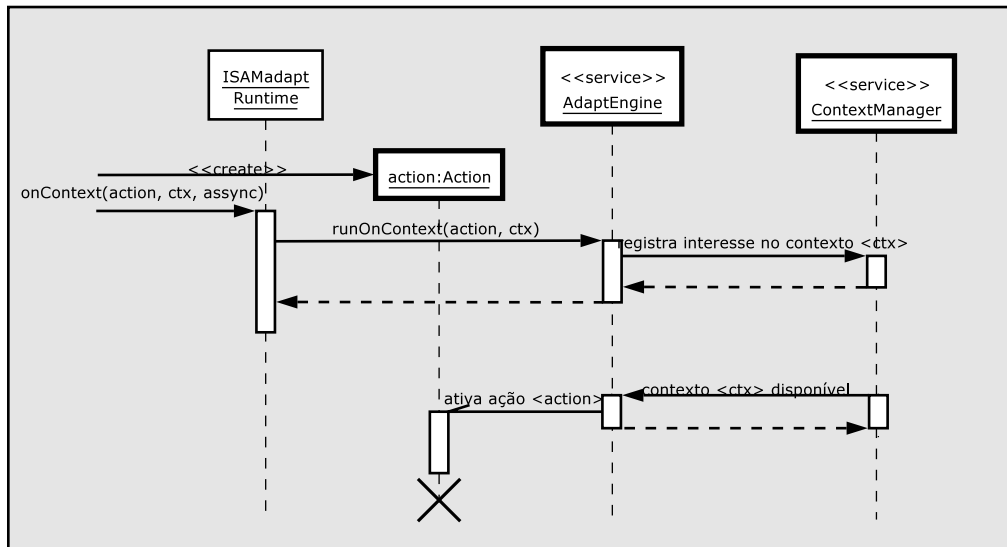 ISAMadapt
Runtime
<<service>>
AdaptEngine
<<service>>
ContextManager
<<create>>
action:Action
onContext(action, ctx, assync)
runOnContext(action, ctx)
registra interesse no contexto <ctx>
contexto <ctx> disponível
ativa ação <action>